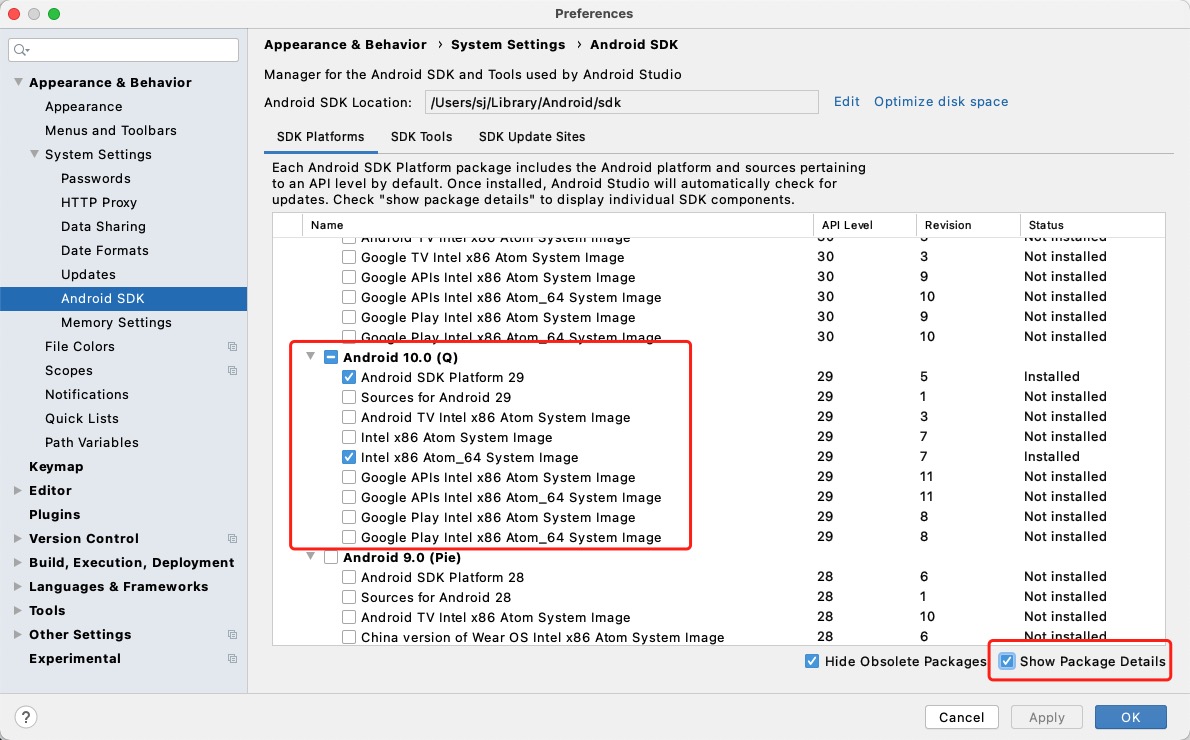 Preferences
Appearance & Behavior
Appearance
Menus and Toolbars
System Settings
Passwords
HTTP Proxy
Data Sharing
Date Formats
Updates
Android SDK
Memory Settings
File Colors
Scopes
Notifications
Quick Lists
Path Variables
Keymap
Editor
Plugins
Version Control
Build, Execution, Deployment
Languages & Frameworks
Tools
Other Settings
Experimental
?
Appearance & Behavior › System Settings › Android SDK
Manager for the Android SDK and Tools used by Android Studio
Android SDK Location: /Users/sj/Library/Android/sdk Edit Optimize disk space
SDK Platforms SDK Tools SDK Update Sites
Each Android SDK Platform package includes the Android platform and sources pertaining
to an API level by default. Once installed, Android Studio will automatically check for
updates. Check "show package details" to display individual SDK components.
Name API Level Revision Status
Android TV Intel x86 Atom System Image 30 3 Not installed
Google TV Intel x86 Atom System Image 30 3 Not installed
Google APIs Intel x86 Atom System Image 30 9 Not installed
Google APIs Intel x86 Atom_64 System Image 30 10 Not installed
Google Play Intel x86 Atom System Image 30 9 Not installed
Google Play Intel x86 Atom_64 System Image 30 10 Not installed
Android 10.0 (Q)
Android SDK Platform 29 29 5 Installed
Sources for Android 29 29 1 Not installed
Android TV Intel x86 Atom System Image 29 3 Not installed
Intel x86 Atom System Image 29 7 Not installed
Intel x86 Atom_64 System Image 29 7 Installed
Google APIs Intel x86 Atom System Image 29 11 Not installed
Google APIs Intel x86 Atom_64 System Image 29 11 Not installed
Google Play Intel x86 Atom System Image 29 8 Not installed
Google Play Intel x86 Atom_64 System Image 29 8 Not installed
Android 9.0 (Pie)
Android SDK Platform 28 28 6 Not installed
Sources for Android 28 28 1 Not installed
Android TV Intel x86 Atom System Image 28 10 Not installed
China version of Wear OS Intel x86 Atom System Image 28 6 Not installed
Hide Obsolete Packages Show Package Details
Cancel Apply OK